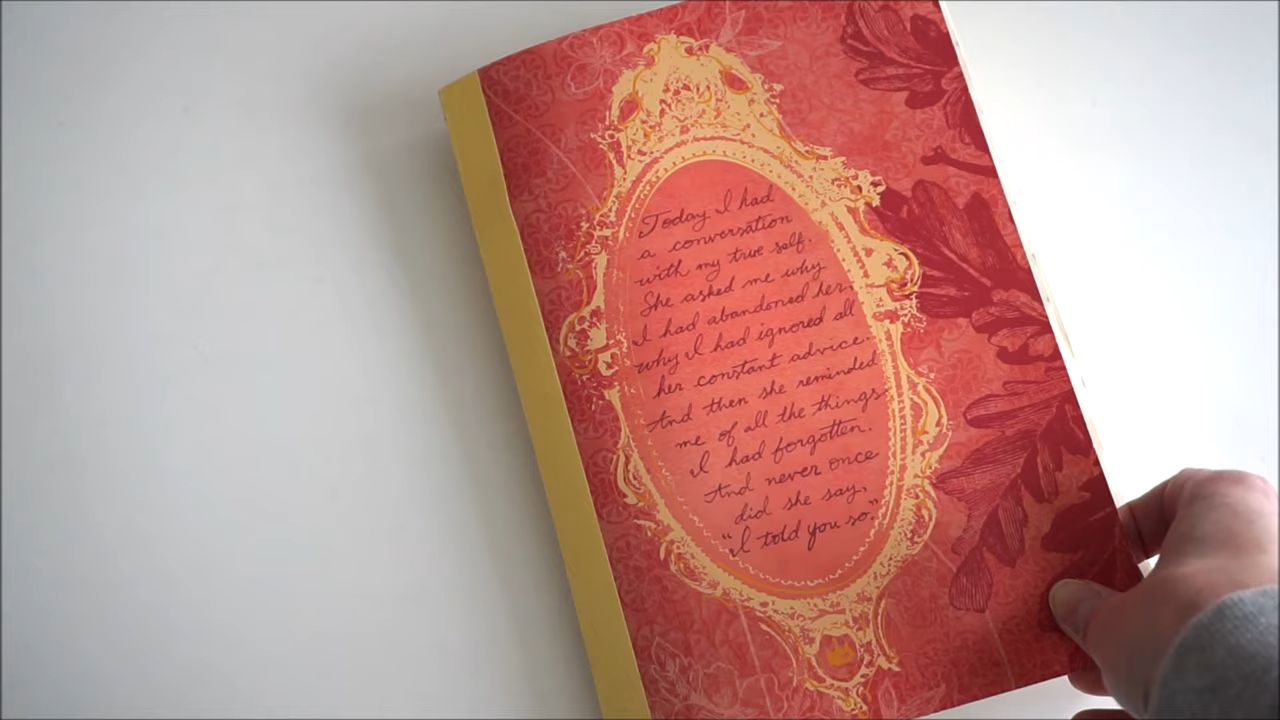 Today I had
a conversation
with my true self.
She asked me why
I had abandoned her,
why I had ignored all
her constant advice.
And then she reminded
me of all the things
I had forgotten.
And never once
did she say,
"I told you so."